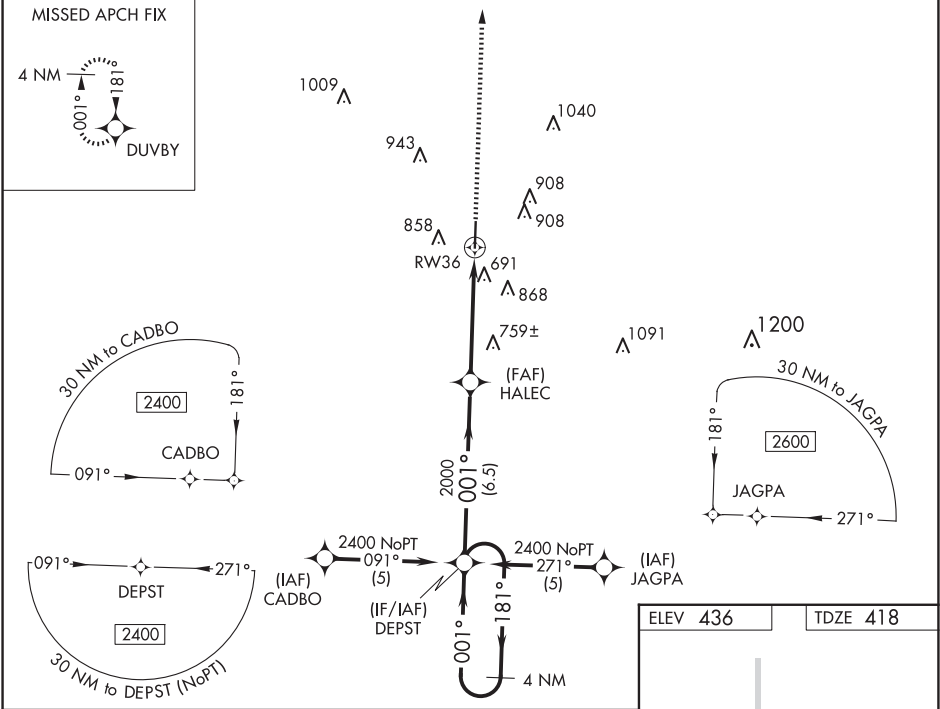 MISSED APCH FIX
4 NM
001°
181°
DUVBY
1009
1040
943
908
908
858
RW36
691
868
759±
1091
1200
(FAF)
HALEC
30 NM to CADBO
2400
181°
CADBO
091°
30 NM to JAGPA
181°
2600
JAGPA
271°
2000
001°
(6.5)
2400 NoPT
091°
(5)
2400 NoPT
271°
(5)
(IAF)
CADBO
(IAF)
JAGPA
(IF/IAF)
DEPST
001°
181°
4 NM
091°
271°
DEPST
2400
30 NM to DEPST (NoPT)
ELEV 436
TDZE 418